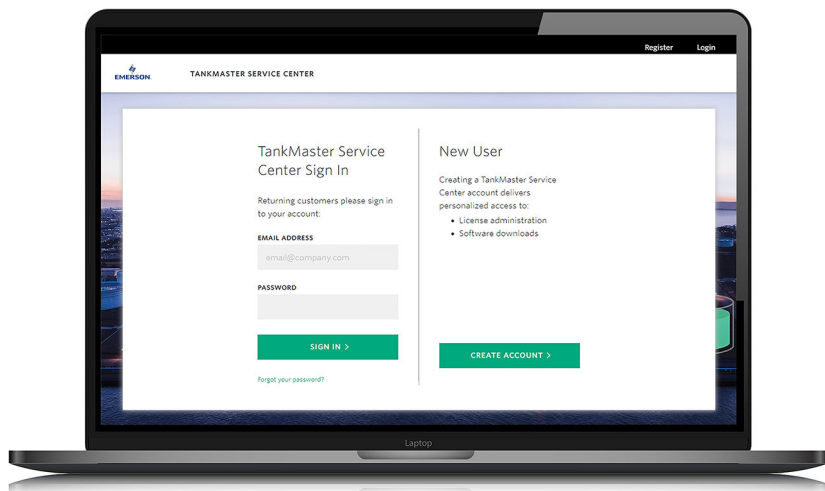 Register Login
EMERSON
TANKMASTER SERVICE CENTER
TankMaster Service
Center Sign In
Returning customers please sign in
to your account:
EMAIL ADDRESS
email@company.com
PASSWORD
SIGN IN >
Forgot your password?
New User
Creating a TankMaster Service
Center account delivers
personalized access to:
• License administration
• Software downloads
CREATE ACCOUNT >
Laptop